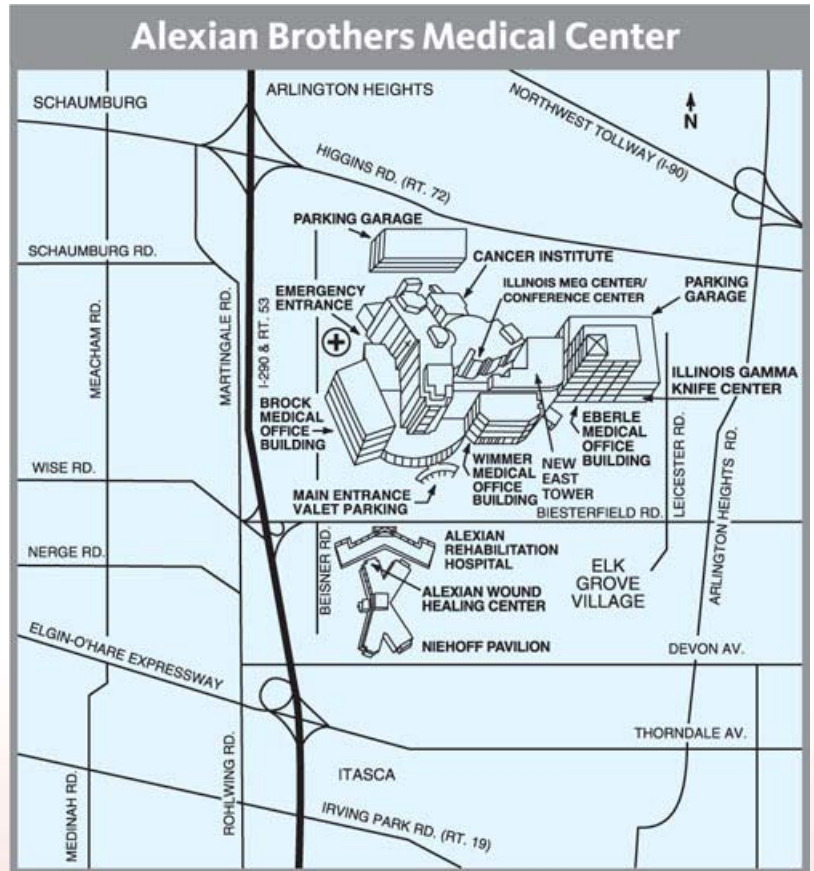 Alexian Brothers Medical Center
SCHAUMBURG
ARLINGTON HEIGHTS
N
NORTHWEST TOLLWAY (I-90)
HIGGINS RD. (RT. 72)
PARKING GARAGE
SCHAUMBURG RD.
CANCER INSTITUTE
EMERGENCY
ENTRANCE
ILLINOIS MEG CENTER/
CONFERENCE CENTER
PARKING
GARAGE
MEACHAM RD.
MARTINGALE RD.
I-290 & RT. 53
ILLINOIS GAMMA
KNIFE CENTER
BROCK
MEDICAL
OFFICE
BUILDING
EBERLE
MEDICAL
OFFICE
BUILDING
WISE RD.
WIMMER
MEDICAL
OFFICE
BUILDING
NEW
EAST
TOWER
LEICESTER RD.
ARLINGTON HEIGHTS RD.
MAIN ENTRANCE
VALET PARKING
BIESTERFIELD RD.
NERGE RD.
BEISNER RD.
ALEXIAN
REHABILITATION
HOSPITAL
ALEXIAN WOUND
HEALING CENTER
ELK
GROVE
VILLAGE
NIEHOFF PAVILION
ELGIN-O'HARE EXPRESSWAY
DEVON AV.
THORNDALE AV.
ROHLWING RD.
ITASCA
MEDINAH RD.
IRVING PARK RD. (RT. 19)